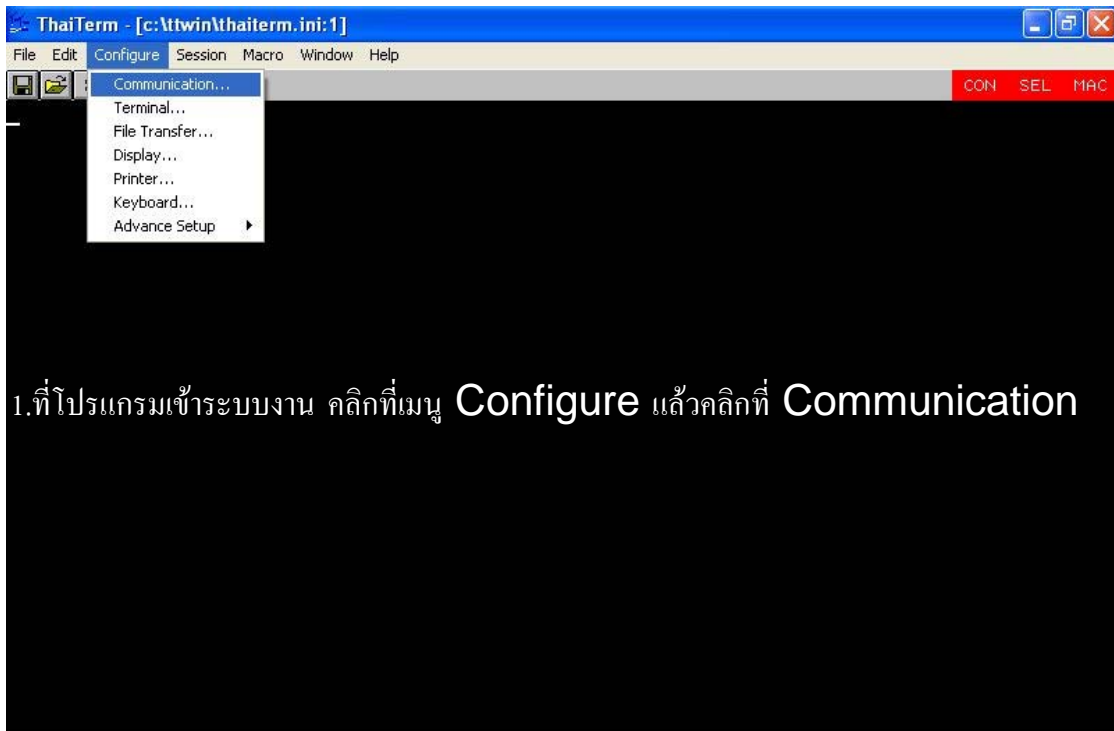 ThaiTerm - [c:\ttwin\thaiterm.ini:1]
File Edit Configure Session Macro Window Help
CON SEL MAC
Communication...
Terminal...
File Transfer...
Display...
Printer...
Keyboard...
Advance Setup
1.ที่โปรแกรมเข้าระบบงาน คลิกที่เมนู Configure แล้วคลิกที่ Communication